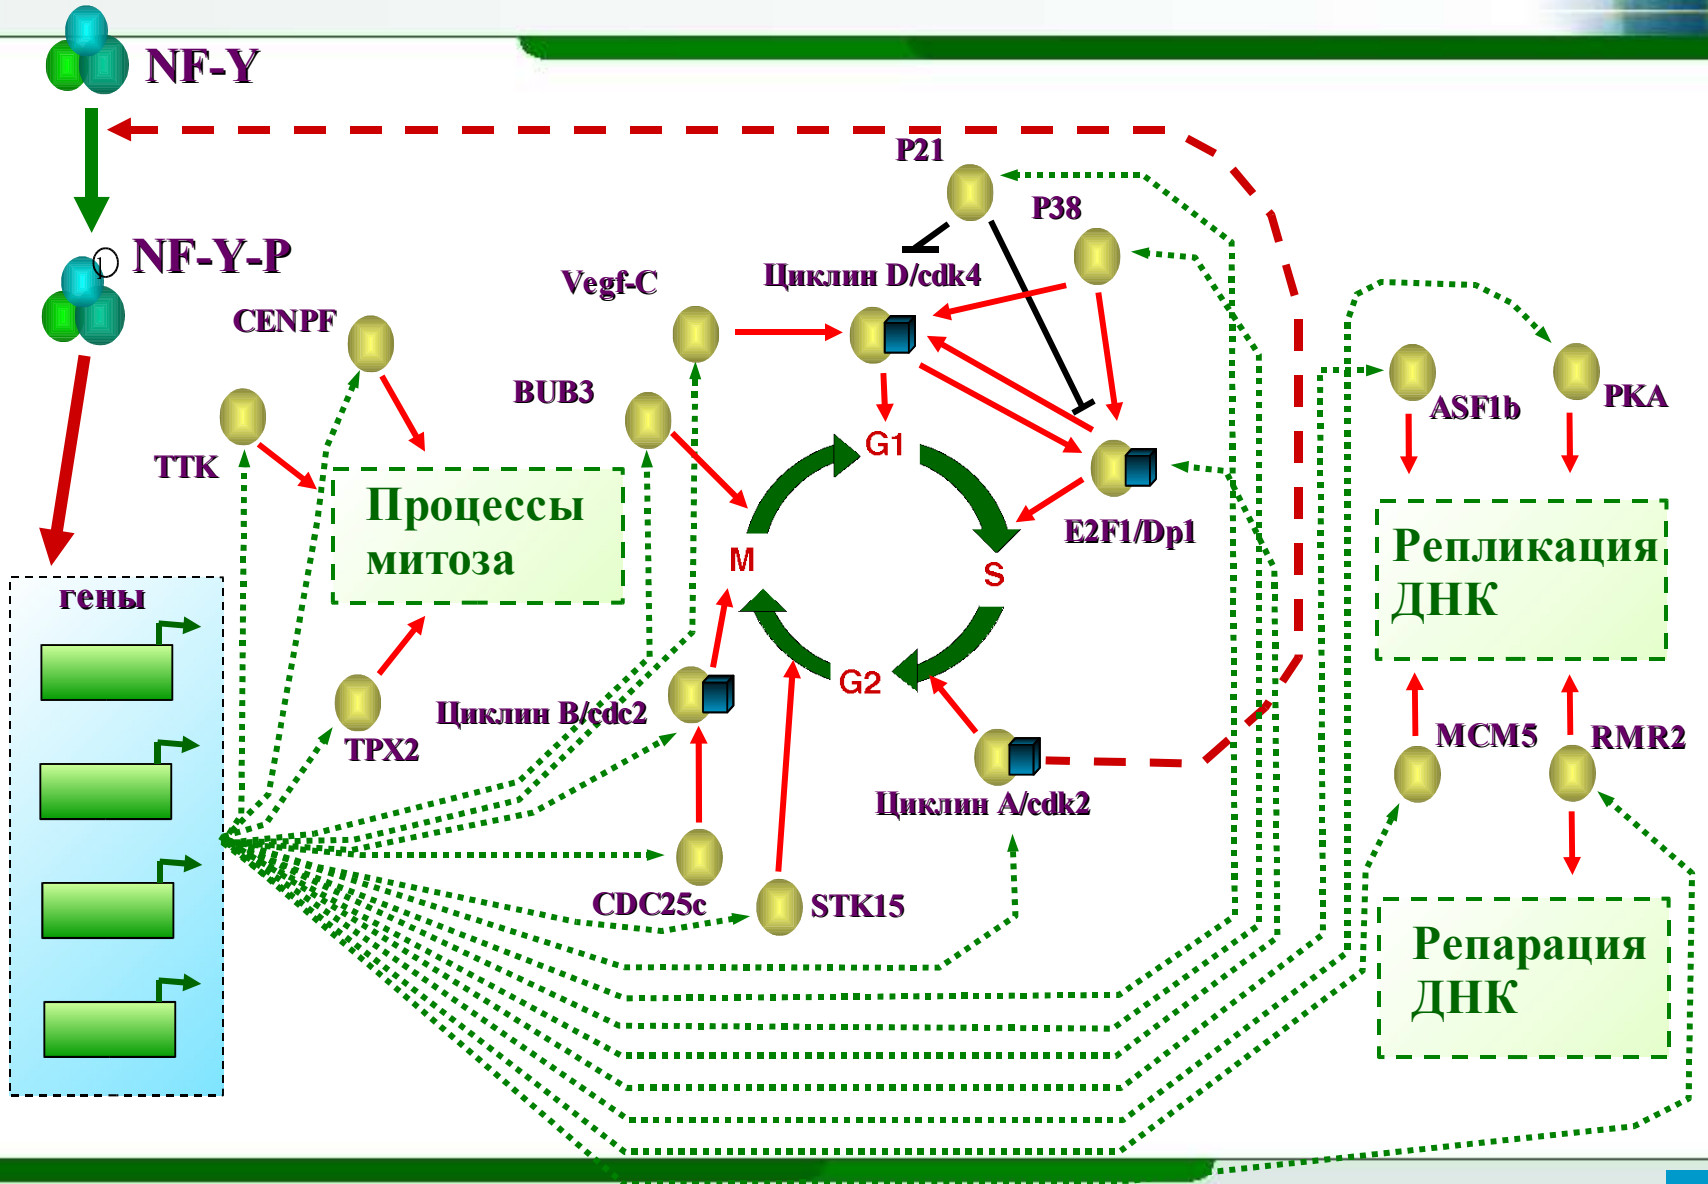 NF-Y
P21
P38
NF-Y-P
Vegf-C
Циклин D/cdk4
CENPF
BUB3
ASF1b
PKA
TTK
G1
Процессы
митоза
E2F1/Dp1
Репликация
ДНК
M
S
гены
G2
Циклин B/cdc2
TPX2
MCM5
RMR2
Циклин A/cdk2
CDC25c
STK15
Репарация
ДНК